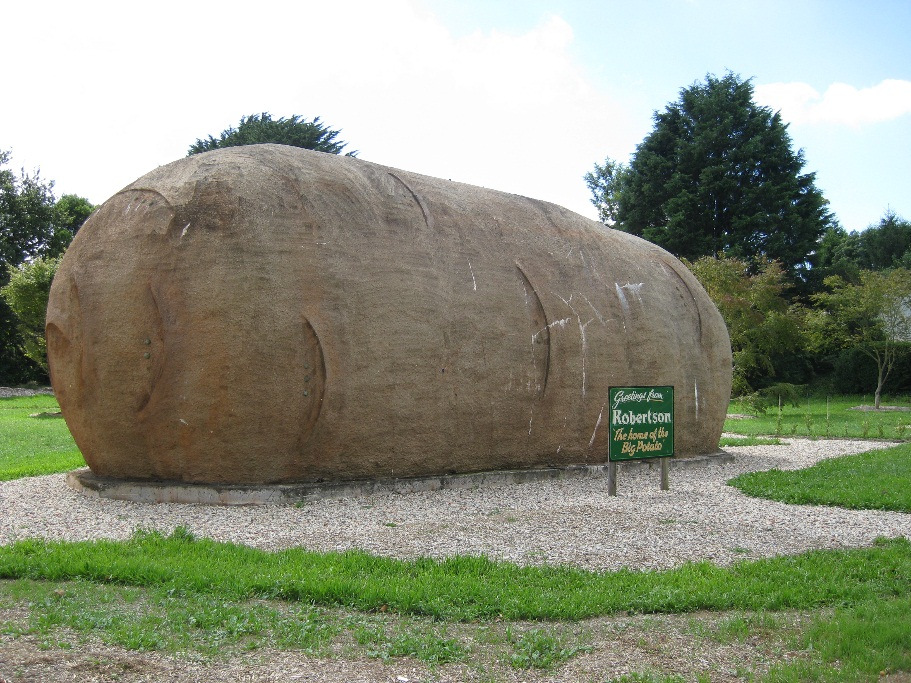 Greetings from
Robertson
The home of the
Big Potato